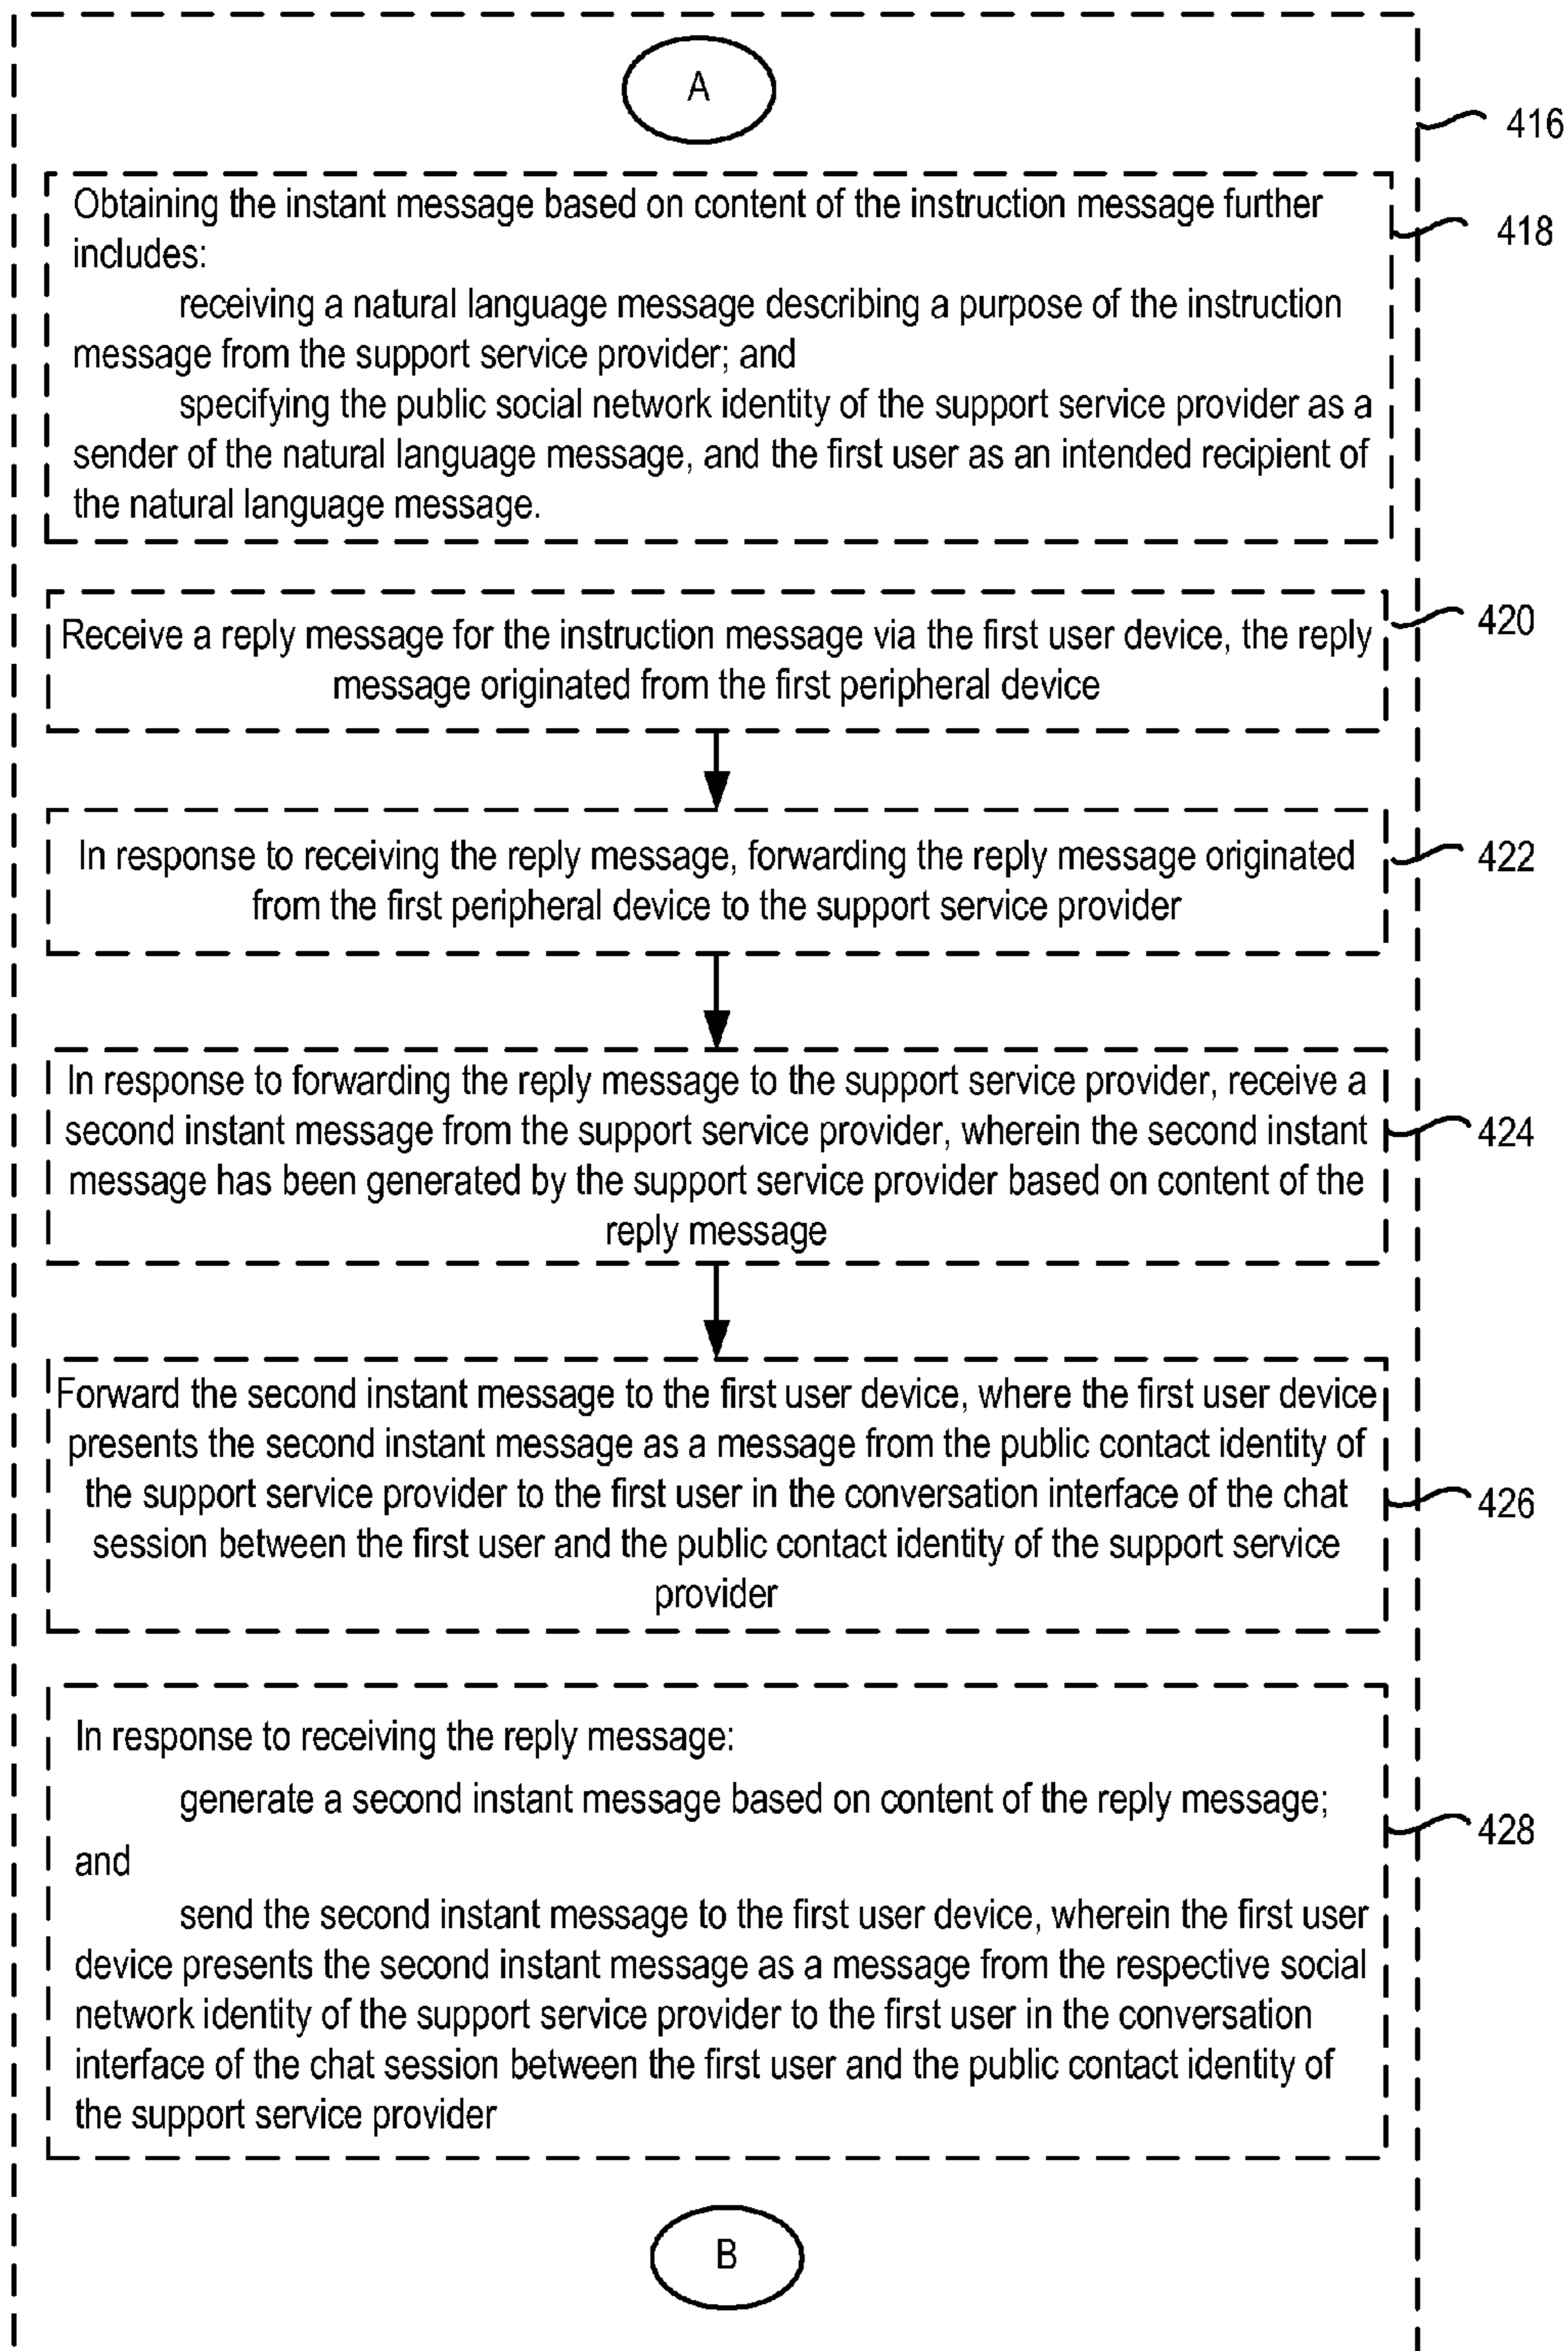 A
416
Obtaining the instant message based on content of the instruction message further
includes:
receiving a natural language message describing a purpose of the instruction
message from the support service provider; and
specifying the public social network identity of the support service provider as a
sender of the natural language message, and the first user as an intended recipient of
the natural language message.
418
Receive a reply message for the instruction message via the first user device, the reply
message originated from the first peripheral device
420
In response to receiving the reply message, forwarding the reply message originated
from the first peripheral device to the support service provider
422
In response to forwarding the reply message to the support service provider, receive a
second instant message from the support service provider, wherein the second instant
message has been generated by the support service provider based on content of the
reply message
424
Forward the second instant message to the first user device, where the first user device
presents the second instant message as a message from the public contact identity of
the support service provider to the first user in the conversation interface of the chat
session between the first user and the public contact identity of the support service
provider
426
In response to receiving the reply message:
generate a second instant message based on content of the reply message;
and
send the second instant message to the first user device, wherein the first user
device presents the second instant message as a message from the respective social
network identity of the support service provider to the first user in the conversation
interface of the chat session between the first user and the public contact identity of
the support service provider
428
B